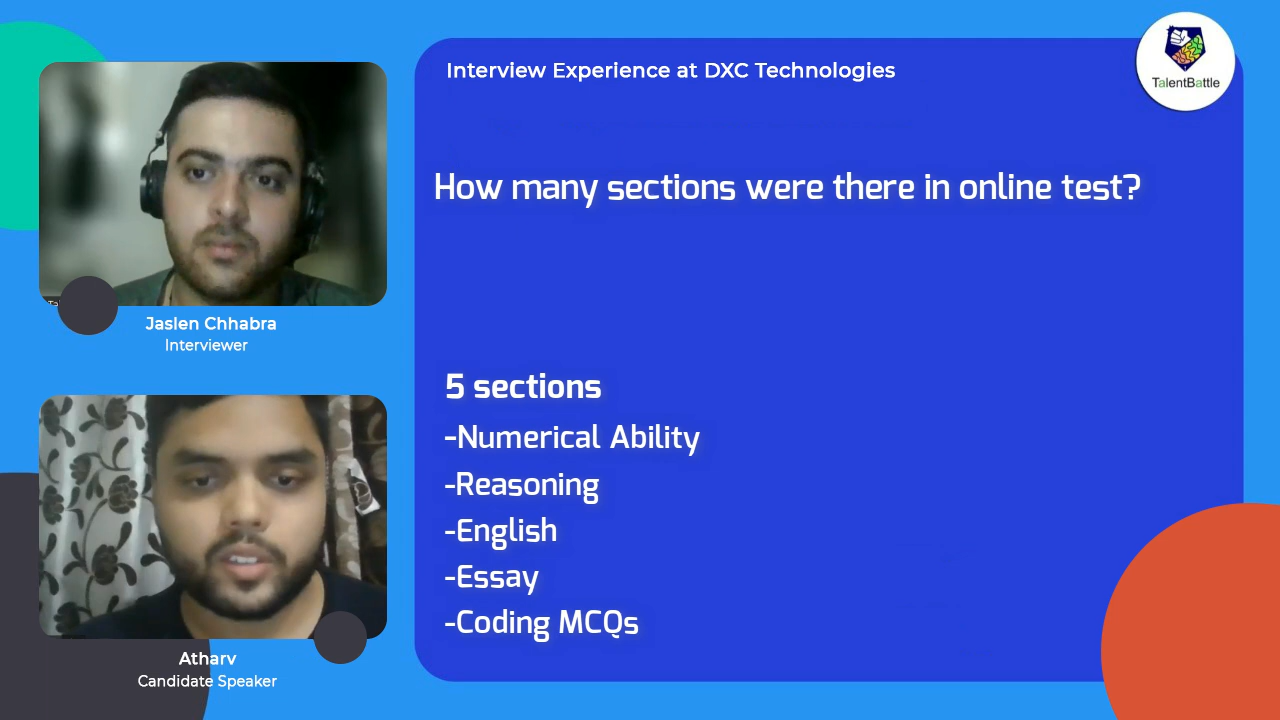 Interview Experience at DXC Technologies
TalentBattle
How many sections were there in online test?
5 sections
-Numerical Ability
-Reasoning
-English
-Essay
-Coding MCQs
Jaslen Chhabra
Interviewer
Atharv
Candidate Speaker